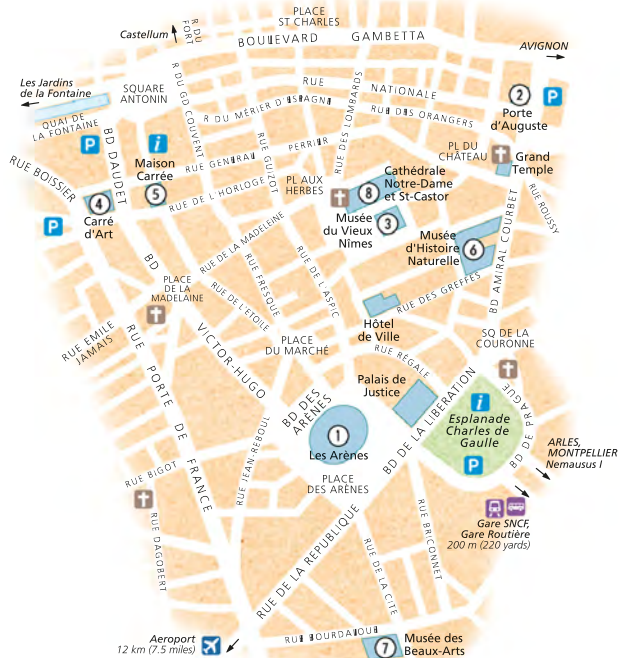 PLACE
ST CHARLES
Castellum
R DU
FORT
BOULEVARD GAMBETTA
AVIGNON
Les Jardins
de la Fontaine
SQUARE
ANTONIN
RUE NATIONALE
2
P
Porte
d'Auguste
QUAI DE
LA FONTAINE
R DU GD COUVENT
R DU MÛRIER D'ESPAGNE
RUE DES LOMBARDS
RUE DES ORANGERS
P
BD DAUDET
i
Maison
Carrée
5
RUE GENERAL PERRIER
RUE GUIZOT
PL DU
CHÂTEAU
Grand
Temple
RUE BOISSIER
4
Carré
d'Art
P
RUE DE L'HORLOGE
PL AUX
HERBES
8
Cathédrale
Notre-Dame
et St-Castor
RUE ROUSSY
3
Musée
du Vieux
Nîmes
Musée
d'Histoire
Naturelle
6
BD AMIRAL COURBET
RUE DE LA MADELEINE
RUE FRESQUE
RUE DE L'ASPIC
BD VICTOR-HUGO
PLACE
DE LA
MADELAINE
RUE DE L'ETOILE
RUE DES GREFFES
Hôtel
de Ville
RUE EMILE
JAMAIS
PLACE
DU MARCHÉ
RUE RÉGALE
SQ DE LA
COURONNE
RUE PORTE DE FRANCE
BD DES
ARÈNES
Palais de
Justice
BD DE LA LIBERATION
i
Esplanade
Charles de
Gaulle
P
BD DE PRAGUE
1
Les Arènes
RUE JEAN-REBOUL
ARLES,
MONTPELLIER
Nemausus I
RUE BIGOT
PLACE
DES ARÈNES
RUE DAGOBERT
RUE DE LA REPUBLIQUE
RUE BRICONNET
Gare SNCF,
Gare Routière
200 m (220 yards)
RUE DE LA CITE
Aeroport
12 km (7.5 miles)
RUE BOURDALOUE
7
Musée des
Beaux-Arts